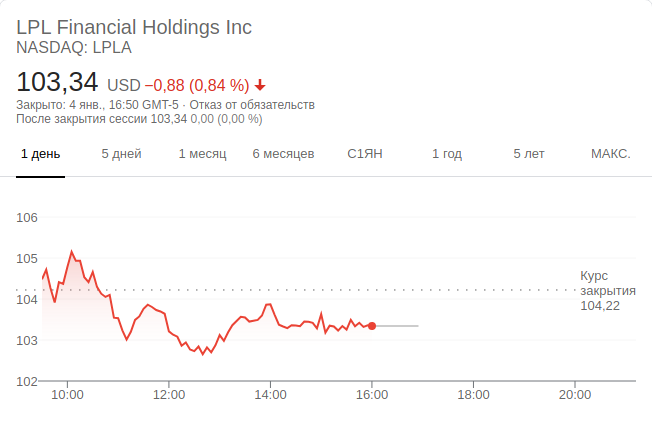 LPL Financial Holdings Inc
NASDAQ: LPLA
103,34 USD −0,88 (0,84 %)
Закрыто: 4 янв., 16:50 GMT-5 · Отказ от обязательств
После закрытия сессии 103,34 0,00 (0,00 %)
1 день 5 дней 1 месяц 6 месяцев С1ЯН 1 год 5 лет МАКС.
106
105
Курс
закрытия
104,22
104
103
102
10:00 12:00 14:00 16:00 18:00 20:00